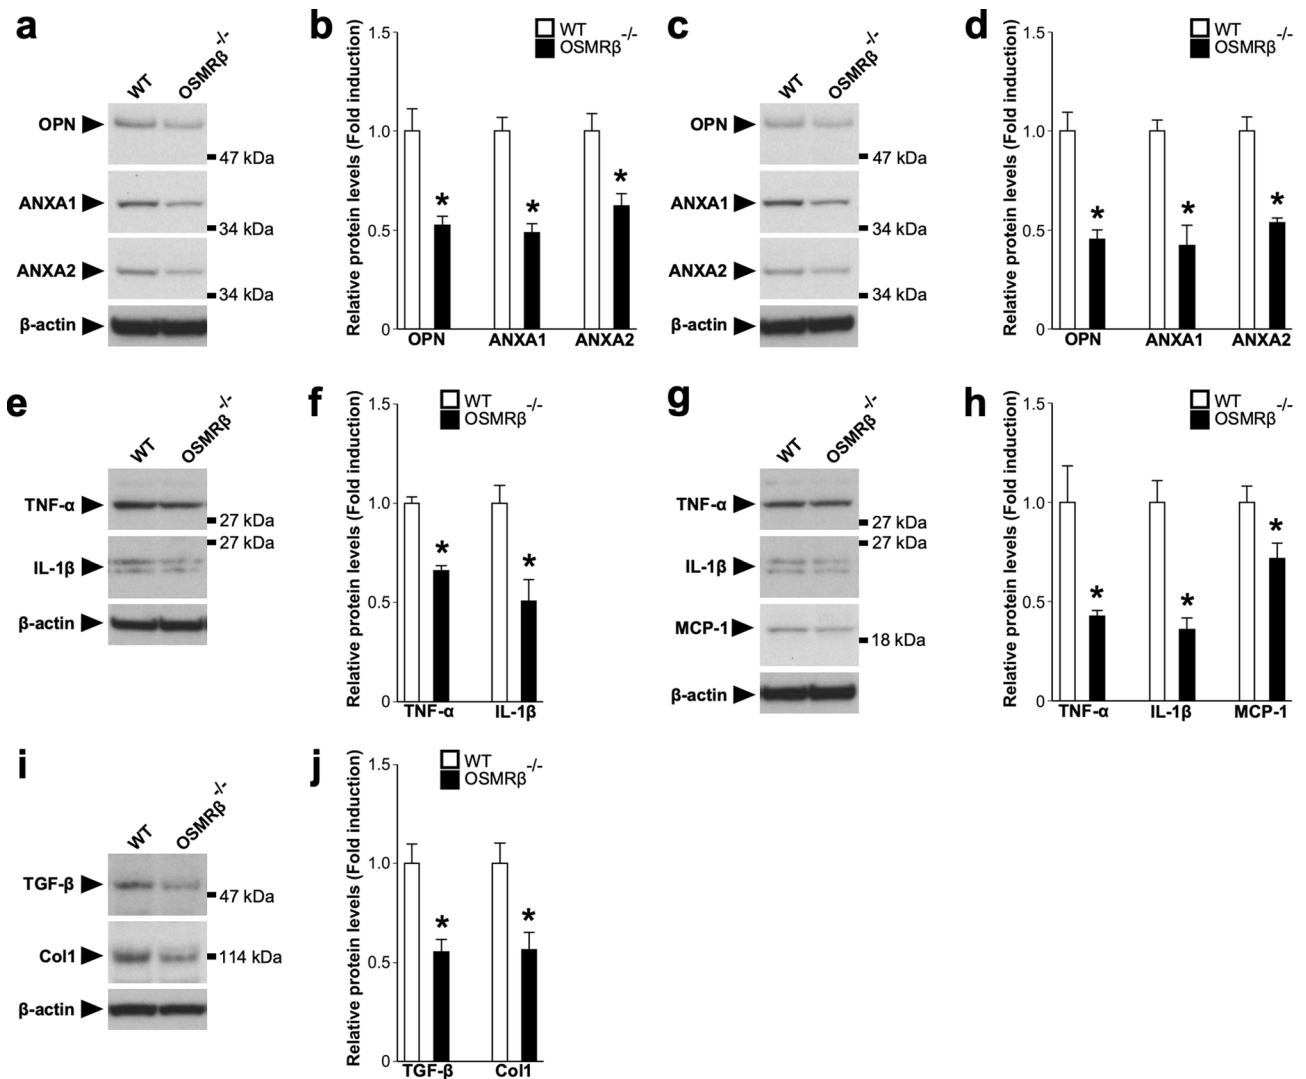 a
WT
OSMRβ-/-
OPN
47 kDa
ANXA1
34 kDa
ANXA2
34 kDa
β-actin
b
Relative protein levels (Fold induction)
WT
OSMRβ-/-
1.5
1.0
0.5
0
*
*
*
OPN
ANXA1
ANXA2
c
WT
OSMRβ-/-
OPN
47 kDa
ANXA1
34 kDa
ANXA2
34 kDa
β-actin
d
Relative protein levels (Fold induction)
WT
OSMRβ-/-
1.5
1.0
0.5
0
*
*
*
OPN
ANXA1
ANXA2
e
WT
OSMRβ-/-
TNF-α
27 kDa
27 kDa
IL-1β
β-actin
f
Relative protein levels (Fold induction)
WT
OSMRβ-/-
1.5
1.0
0.5
0
*
*
TNF-α
IL-1β
g
WT
OSMRβ-/-
TNF-α
27 kDa
27 kDa
IL-1β
MCP-1
18 kDa
β-actin
h
Relative protein levels (Fold induction)
WT
OSMRβ-/-
1.5
1.0
0.5
0
*
*
*
TNF-α
IL-1β
MCP-1
i
WT
OSMRβ-/-
TGF-β
47 kDa
Col1
114 kDa
β-actin
j
Relative protein levels (Fold induction)
WT
OSMRβ-/-
1.5
1.0
0.5
0
*
*
TGF-β
Col1